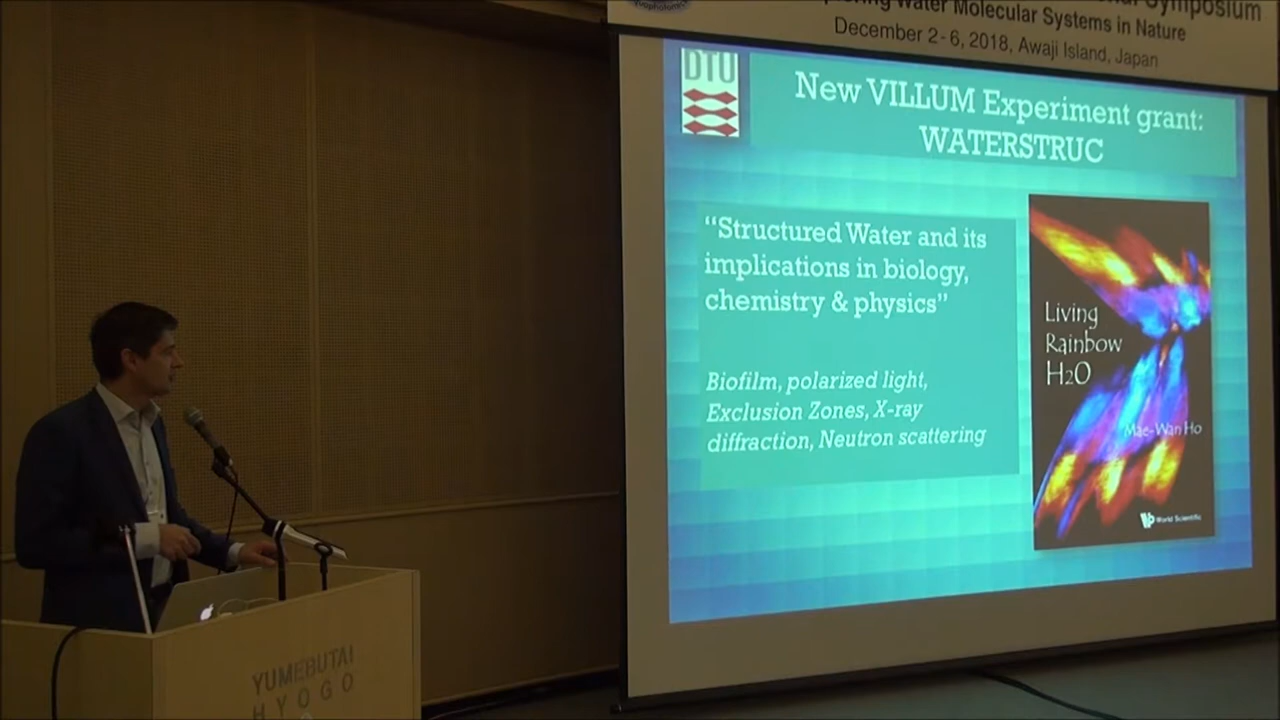 Symposium
Water Molecular Systems in Nature
December 2-6, 2018, Awaji Island, Japan
DTU
New VILLUM Experiment grant:
WATERSTRUC
“Structured Water and its
implications in biology,
chemistry & physics”
Biofilm, polarized light,
Exclusion Zones, X-ray
diffraction, Neutron scattering
Living
Rainbow
H2O
Mae-Wan Ho
World Scientific
YUMEBUTAI
HYOGO